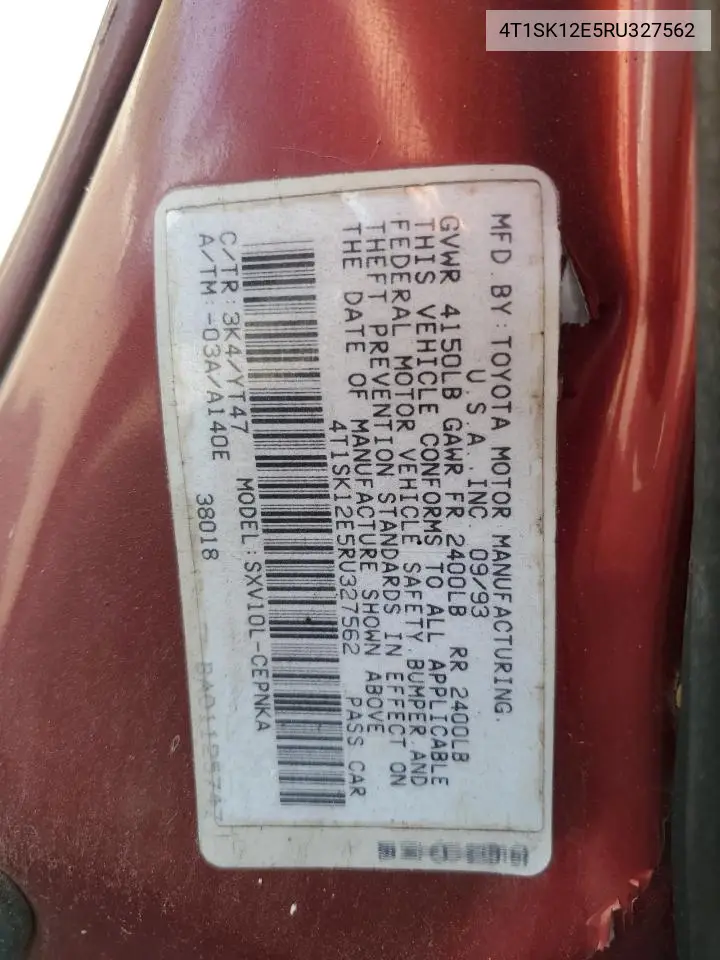 4T1SK12E5RU327562
MFD. BY: TOYOTA MOTOR MANUFACTURING.
U.S.A., INC. 09/93
GVWR 4150LB GAWR FR 2400LB RR 2400LB
THIS VEHICLE CONFORMS TO ALL APPLICABLE
FEDERAL MOTOR VEHICLE SAFETY, BUMPER, AND
THEFT PREVENTION STANDARDS IN EFFECT ON
THE DATE OF MANUFACTURE SHOWN ABOVE
4T1SK12E5RU327562 PASS CAR
C/TR: 3K4/YT47 MODEL: SXV10L-CEPNKA
A/TM: -03A/A140E 38018